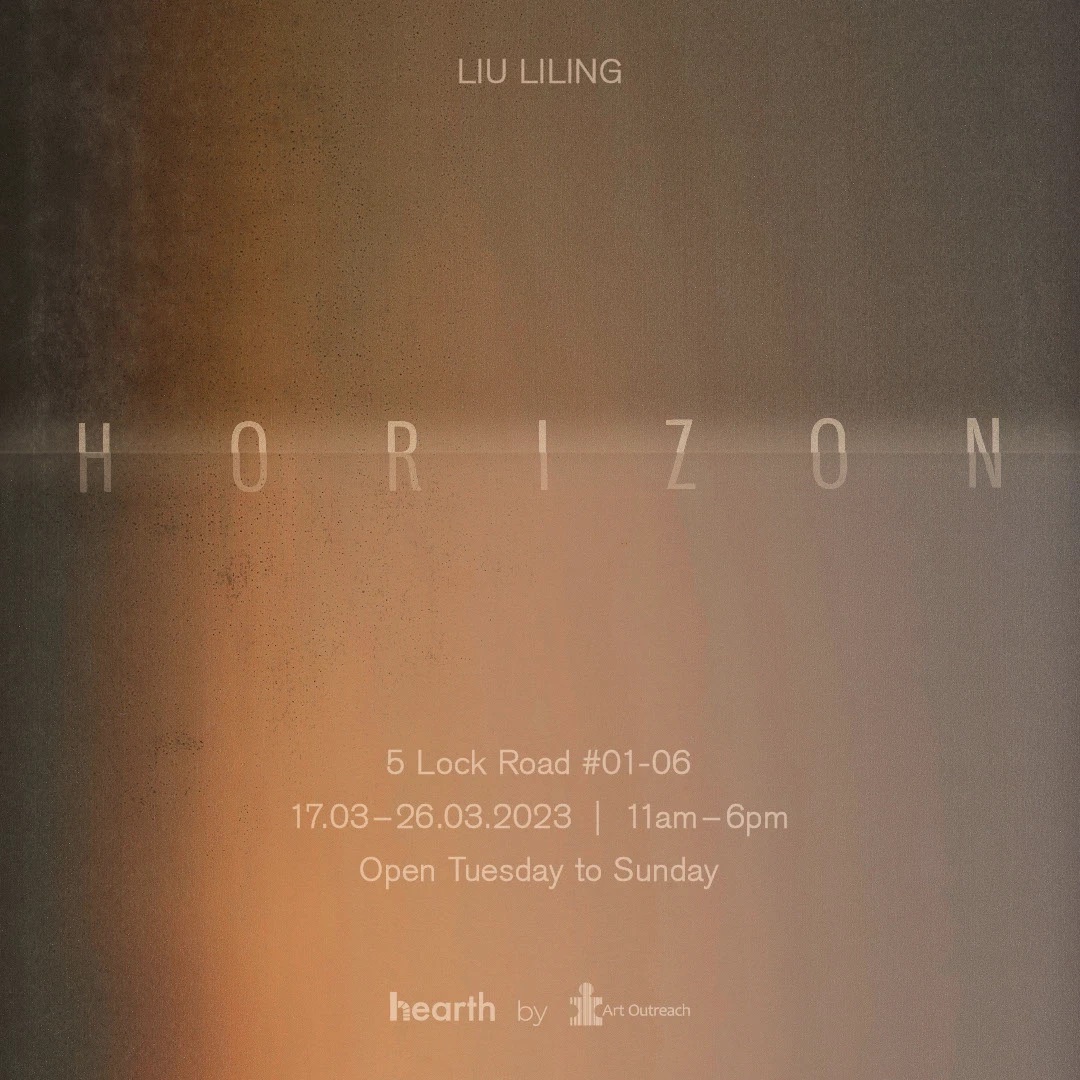 LIU LILING
HORIZON
5 Lock Road #01-06
17.03–26.03.2023 | 11am–6pm
Open Tuesday to Sunday
hearth by Art Outreach